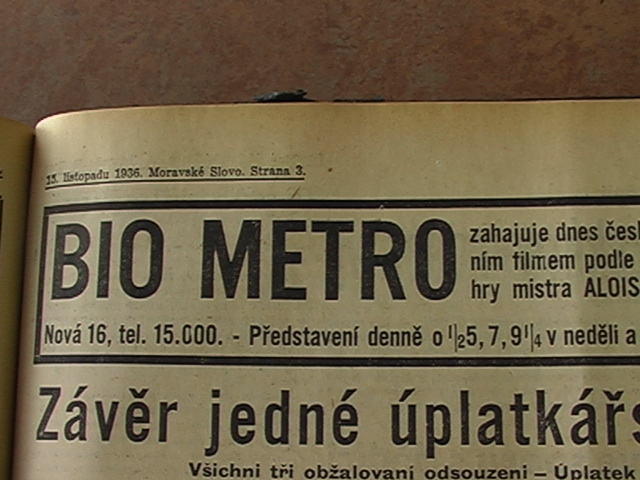 15. listopadu 1936. Moravské Slovo. Strana 3.
BIO METRO
zahajuje dnes česk
ním filmem podle
hry mistra ALOIS
Nová 16, tel. 15.000. - Představení denně o ½5, 7, 9¼ v neděli a
Závěr jedné úplatkářs
Všichni tři obžalovaní odsouzeni – Úplatek